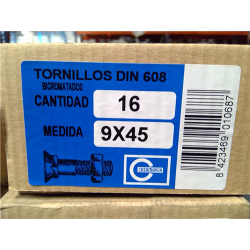 TORNILLOS DIN 608
BICROMATADOS
CANTIDAD 16
MEDIDA 9X45
8 423469 010687